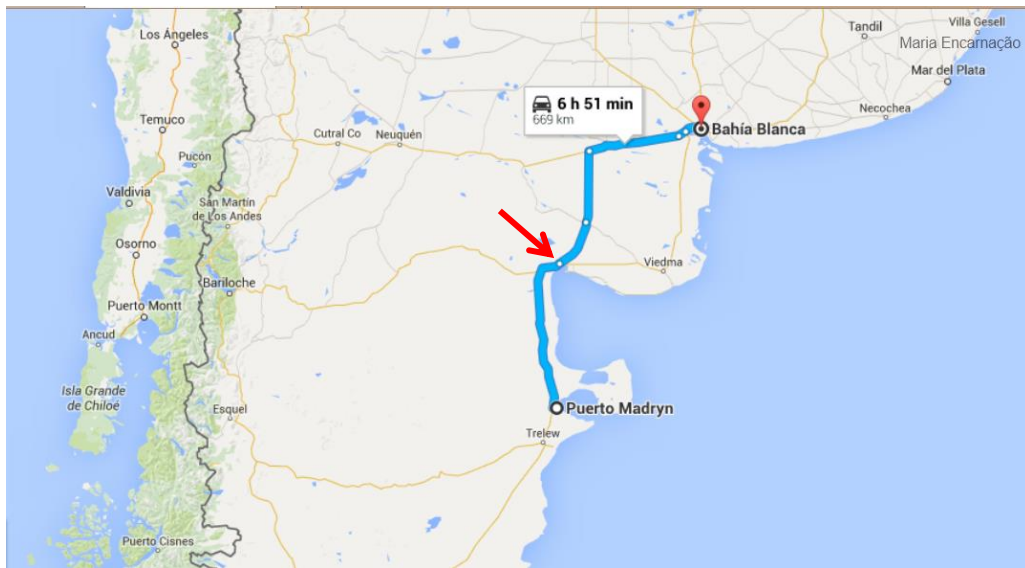 Los Ángeles
Tandil
Villa Gesell
Maria Encarnação
Mar del Plata
6 h 51 min
669 km
Necochea
Temuco
Cutral Co
Neuquén
Bahía Blanca
Pucón
Valdivia
San Martín
de Los Andes
Osorno
Viedma
Bariloche
Puerto Montt
Ancud
Isla Grande
de Chiloé
Esquel
Puerto Madryn
Trelew
Puerto Cisnes